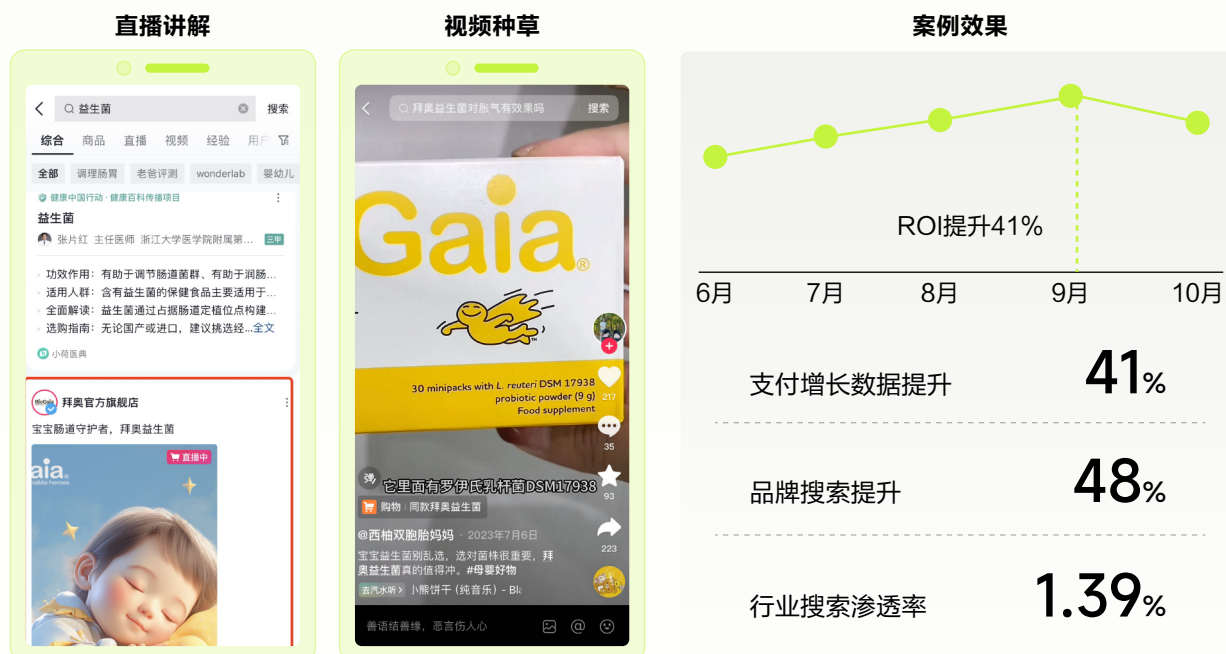 直播讲解
益生菌
搜索
综合 商品 直播 视频 经验 用户
全部 调理肠胃 老爸评测 wonderlab 婴幼儿
健康中国行动·健康百科传播项目
益生菌
张片红 主任医师 浙江大学医学院附属第... 三甲
功效作用：有助于调节肠道菌群、有助于润肠...
适用人群：含有益生菌的保健食品主要适用于...
全面解读：益生菌通过占据肠道定植位点构建...
选购指南：无论国产或进口，建议挑选经...全文
小荷医典
BioGaia 拜奥官方旗舰店
宝宝肠道守护者，拜奥益生菌
直播中
aia
视频种草
拜奥益生菌对胀气有效果吗 搜索
Gaia®
30 minipacks with L. reuteri DSM 17938
probiotic powder (9 g)
Food supplement
217
35
93
223
弹
它里面有罗伊氏乳杆菌DSM17938
购物 | 同款拜奥益生菌
@西柚双胞胎妈妈 · 2023年7月6日
宝宝益生菌别乱选，选对菌株很重要，拜
奥益生菌真的值得冲。#母婴好物
去汽水听> 小熊饼干 (纯音乐) - Bla
善语结善缘，恶言伤人心
案例效果
ROI提升41%
6月 7月 8月 9月 10月
支付增长数据提升 41%
品牌搜索提升 48%
行业搜索渗透率 1.39%